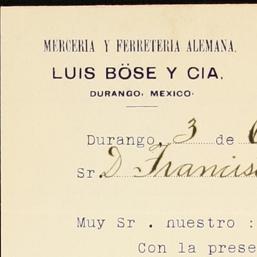 MERCERIA Y FERRETERIA ALEMANA.
LUIS BÖSE Y CIA.
DURANGO, MEXICO.
Durango, 3 de
Sr. D Francis
Muy Sr . nuestro :
Con la prese